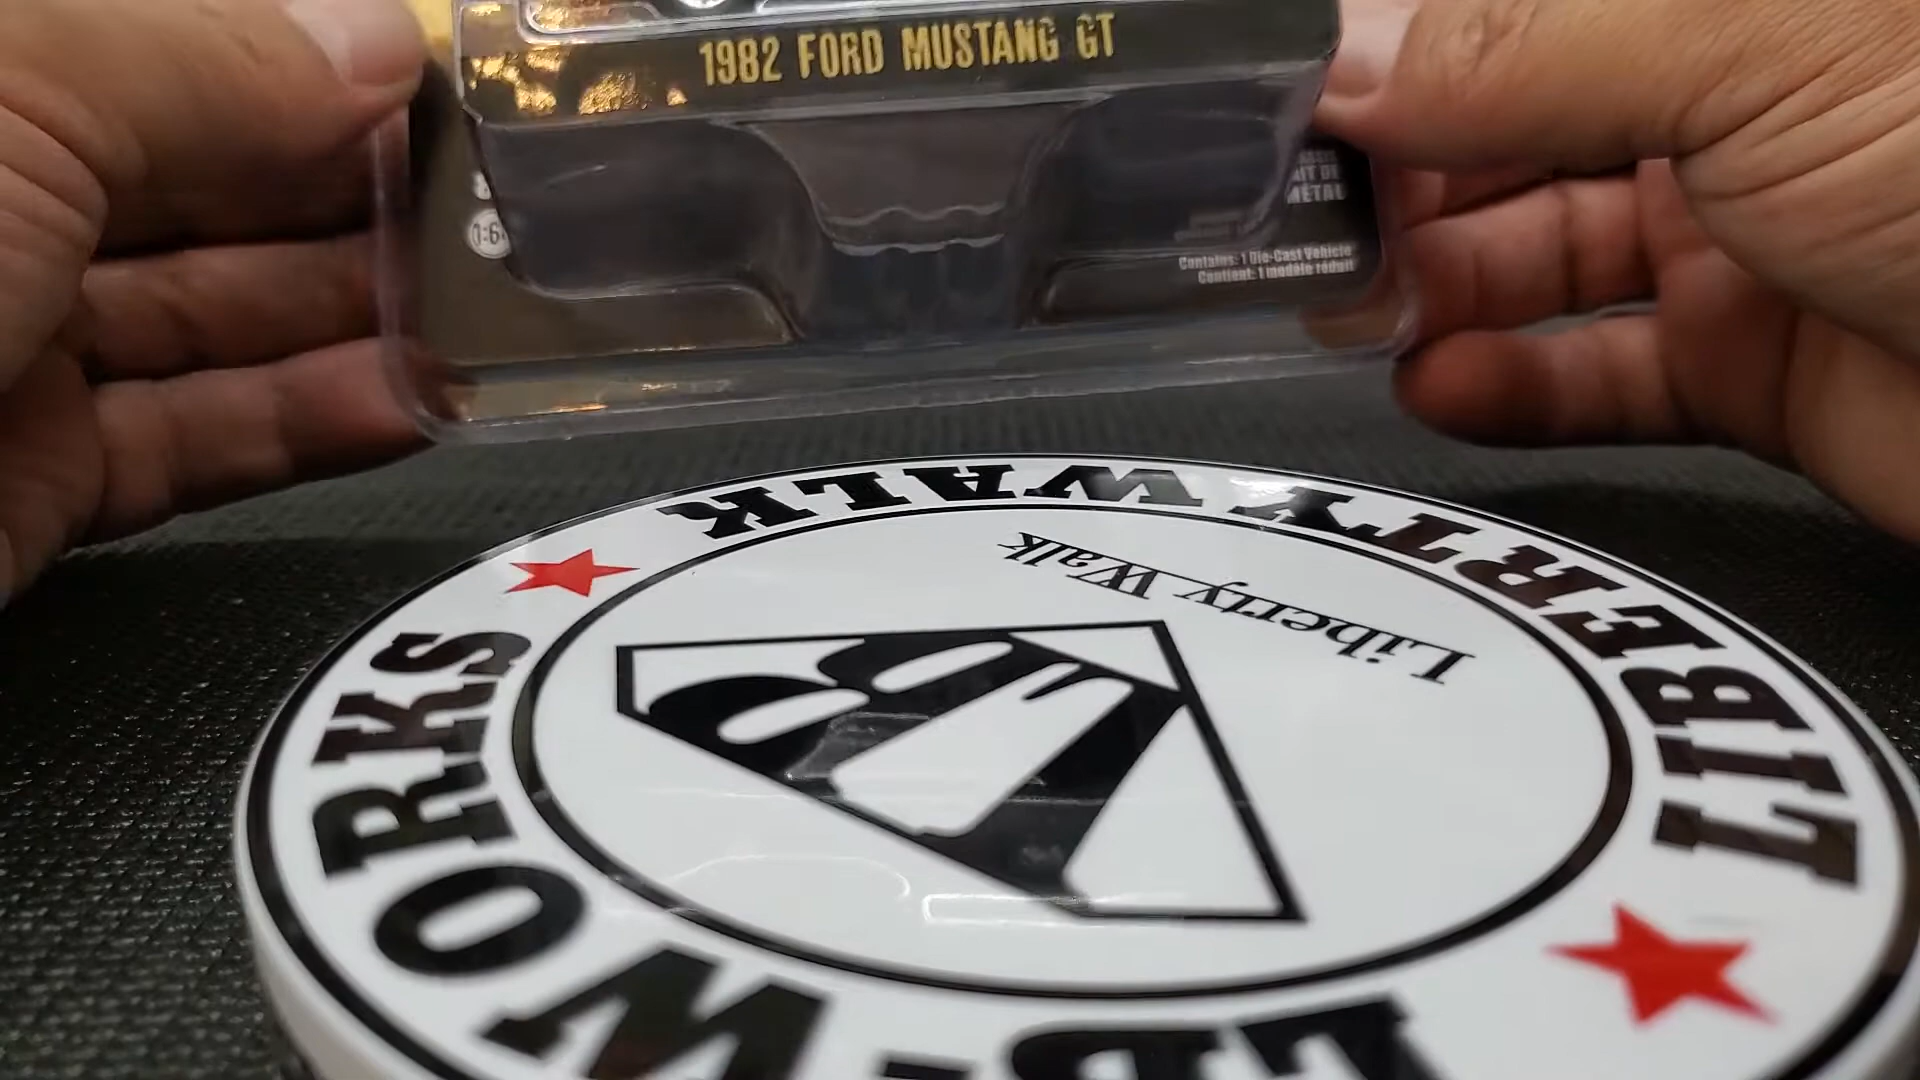 1982 FORD MUSTANG GT
MÉTAL
Contains: 1 Die-Cast Vehicle
Contient: 1 modèle réduit
LIBERTY WALK
Liberty Walk
LB-WORKS